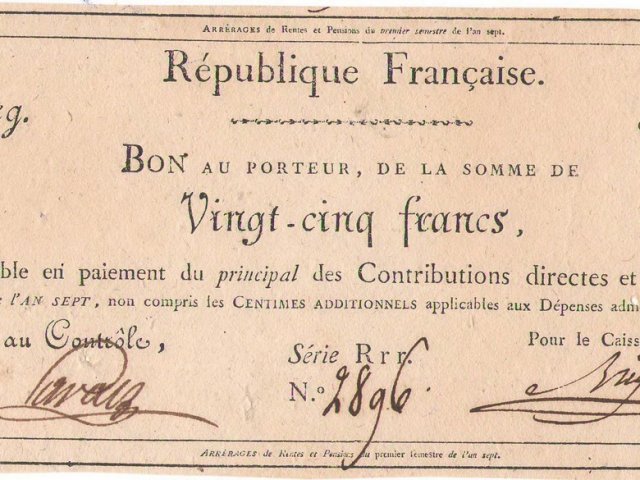 ARRÉRAGES de Rentes et Pensions du premier semestre de l'an sept.
République Française.
BON AU PORTEUR, DE LA SOMME DE
Vingt-cinq francs,
ble en paiement du principal des Contributions directes et
l'AN SEPT, non compris les CENTIMES ADDITIONNELS applicables aux Dépenses adm
au Contrôle,
Pour le Caiss
Série Rrr.
N.° 2896.
ARRÉRAGES de Rentes et Pensions du premier semestre de l'an sept.